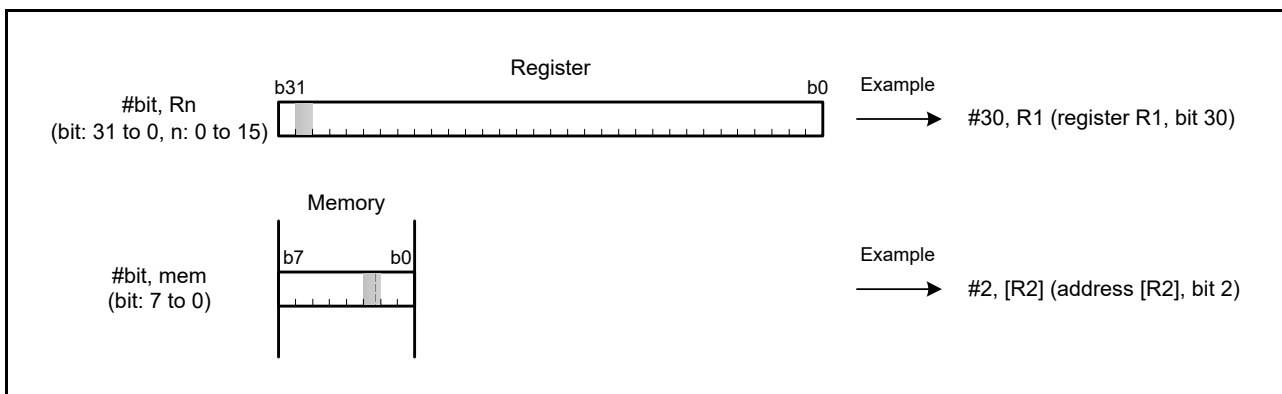 Register
b31 b0
#bit, Rn
(bit: 31 to 0, n: 0 to 15)
Example
#30, R1 (register R1, bit 30)
Memory
b7 b0
#bit, mem
(bit: 7 to 0)
Example
#2, [R2] (address [R2], bit 2)